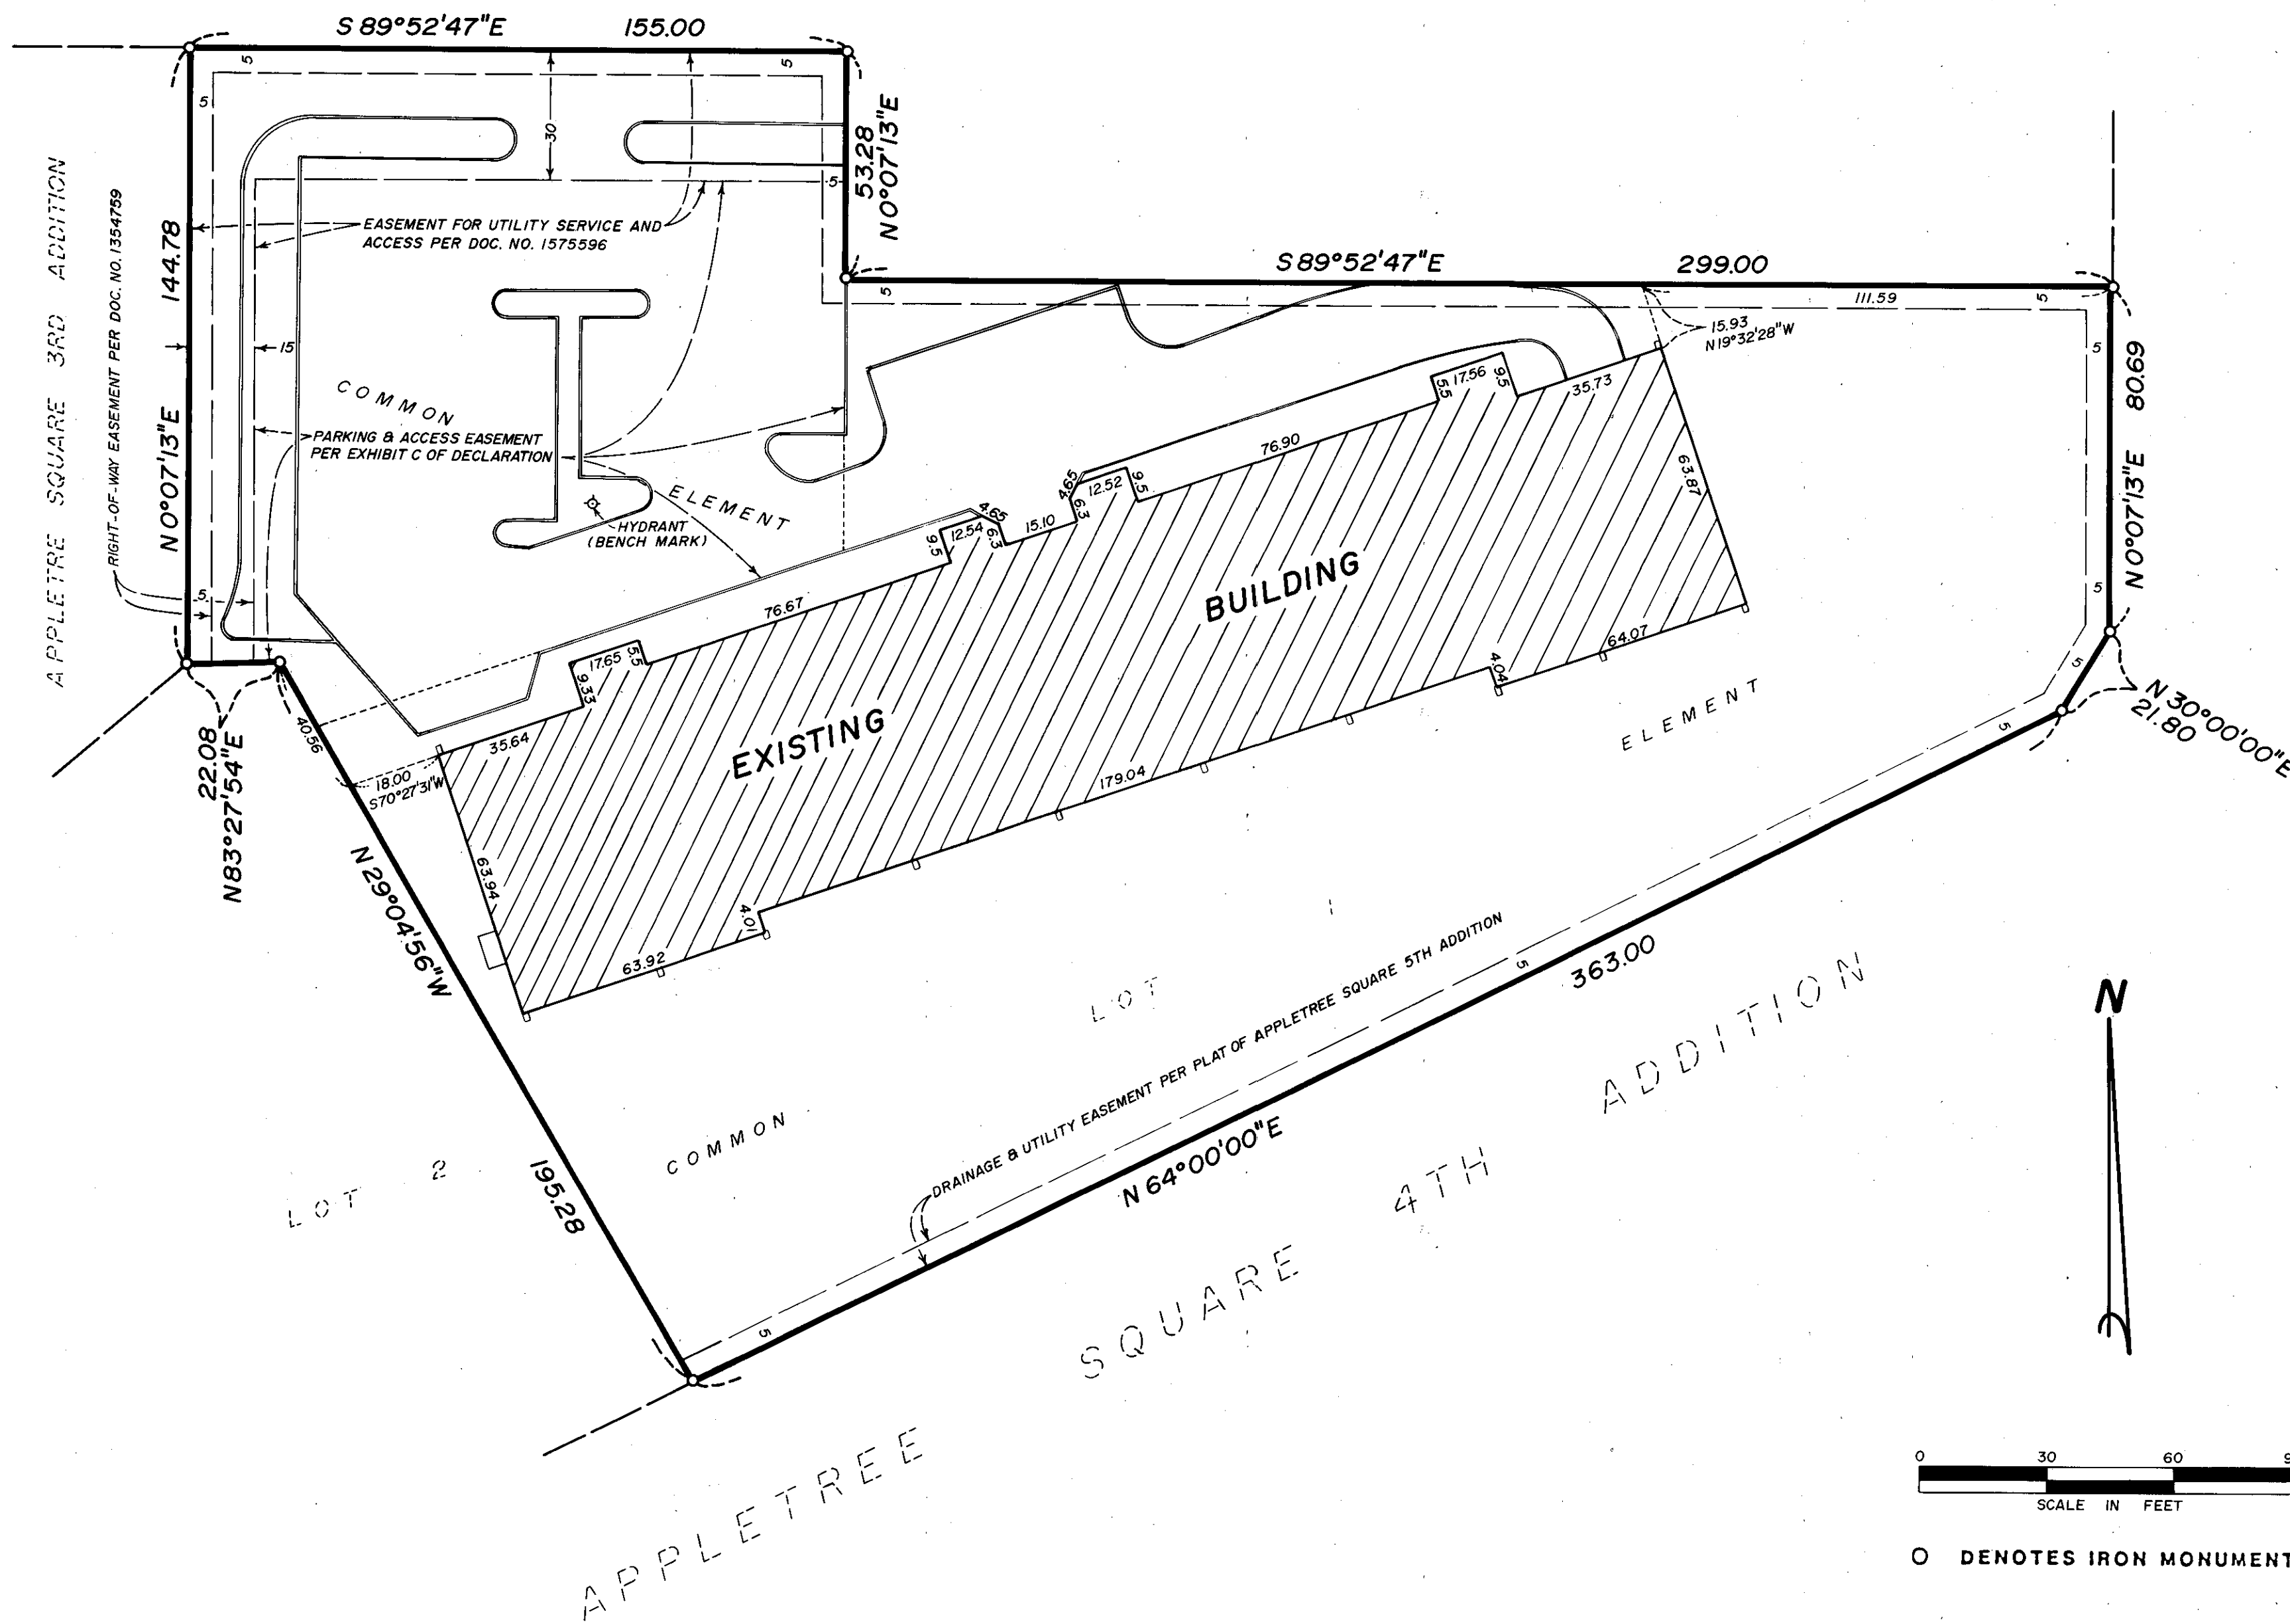 S 89°52'47"E 155.00
5
5
5
30
53.28
N0°07'13"E
5
APPLETREE SQUARE 3RD ADDITION
RIGHT-OF-WAY EASEMENT PER DOC. NO. 1354759
144.78
N0°07'13"E
EASEMENT FOR UTILITY SERVICE AND
ACCESS PER DOC. NO. 1575596
S 89°52'47"E 299.00
5
111.59
5
15.93
N19°32'28"W
15
5
80.69
N0°07'13"E
COMMON
PARKING & ACCESS EASEMENT
PER EXHIBIT C OF DECLARATION
ELEMENT
HYDRANT
(BENCH MARK)
5.5
17.56
9.5
35.73
76.90
63.87
4.65
12.52
9.5
6.3
15.10
4.65
12.54
6.3
9.5
76.67
5
5
BUILDING
EXISTING
17.65
5.5
9.33
35.64
64.07
4.04
5
N 30°00'00"E
21.80
22.08
N83°27'54"E
40.56
18.00
S70°27'31"W
ELEMENT
5
179.04
63.94
N 29°04'56"W
4.01
63.92
LOT 1
DRAINAGE & UTILITY EASEMENT PER PLAT OF APPLETREE SQUARE 5TH ADDITION
5
363.00
N 64°00'00"E
COMMON
LOT 2
195.28
5
APPLETREE SQUARE 4TH ADDITION
N
0 30 60 9
SCALE IN FEET
O DENOTES IRON MONUMENT